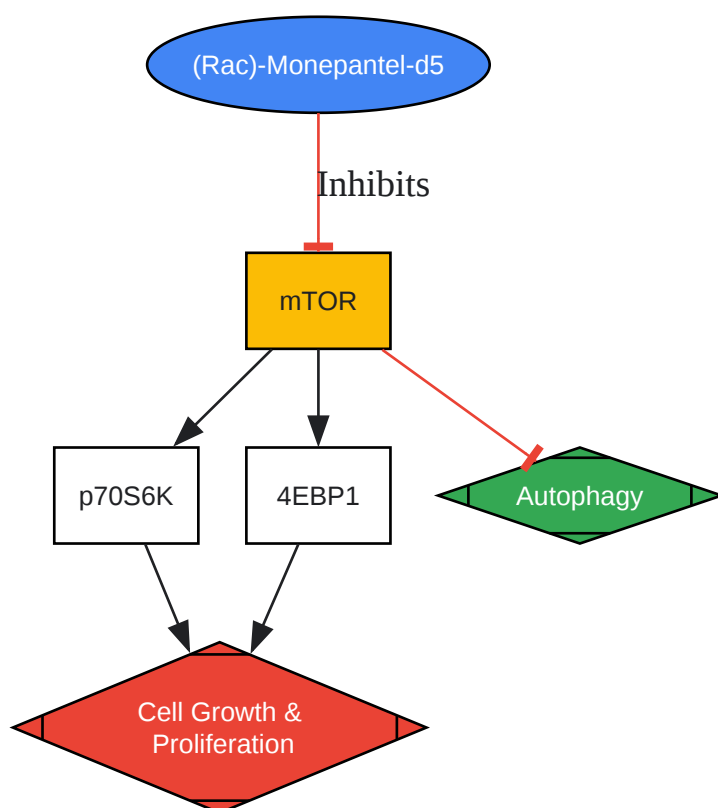 (Rac)-Monepantel-d5
Inhibits
mTOR
p70S6K
4EBP1
Autophagy
Cell Growth &
Proliferation